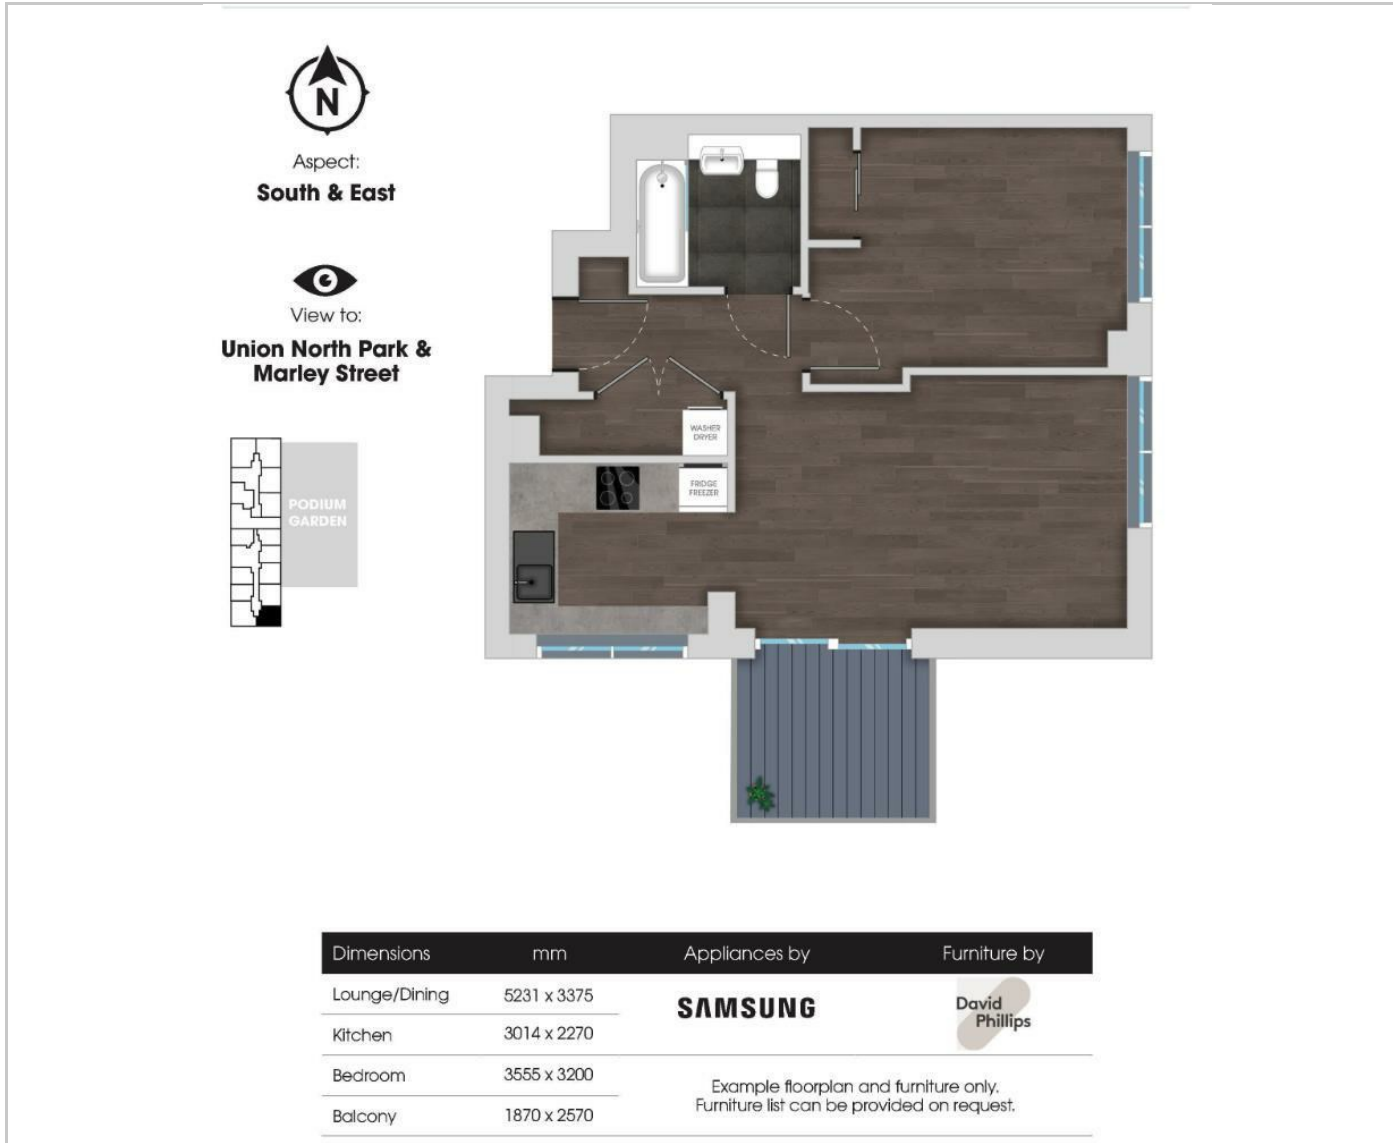 N
Aspect:
South & East
View to:
Union North Park &
Marley Street
PODIUM
GARDEN
WASHER
DRYER
FRIDGE
FREEZER
Dimensions mm Appliances by Furniture by
Lounge/Dining 5231 x 3375
SAMSUNG
David
Phillips
Kitchen 3014 x 2270
Bedroom 3555 x 3200
Example floorplan and furniture only.
Furniture list can be provided on request.
Balcony 1870 x 2570